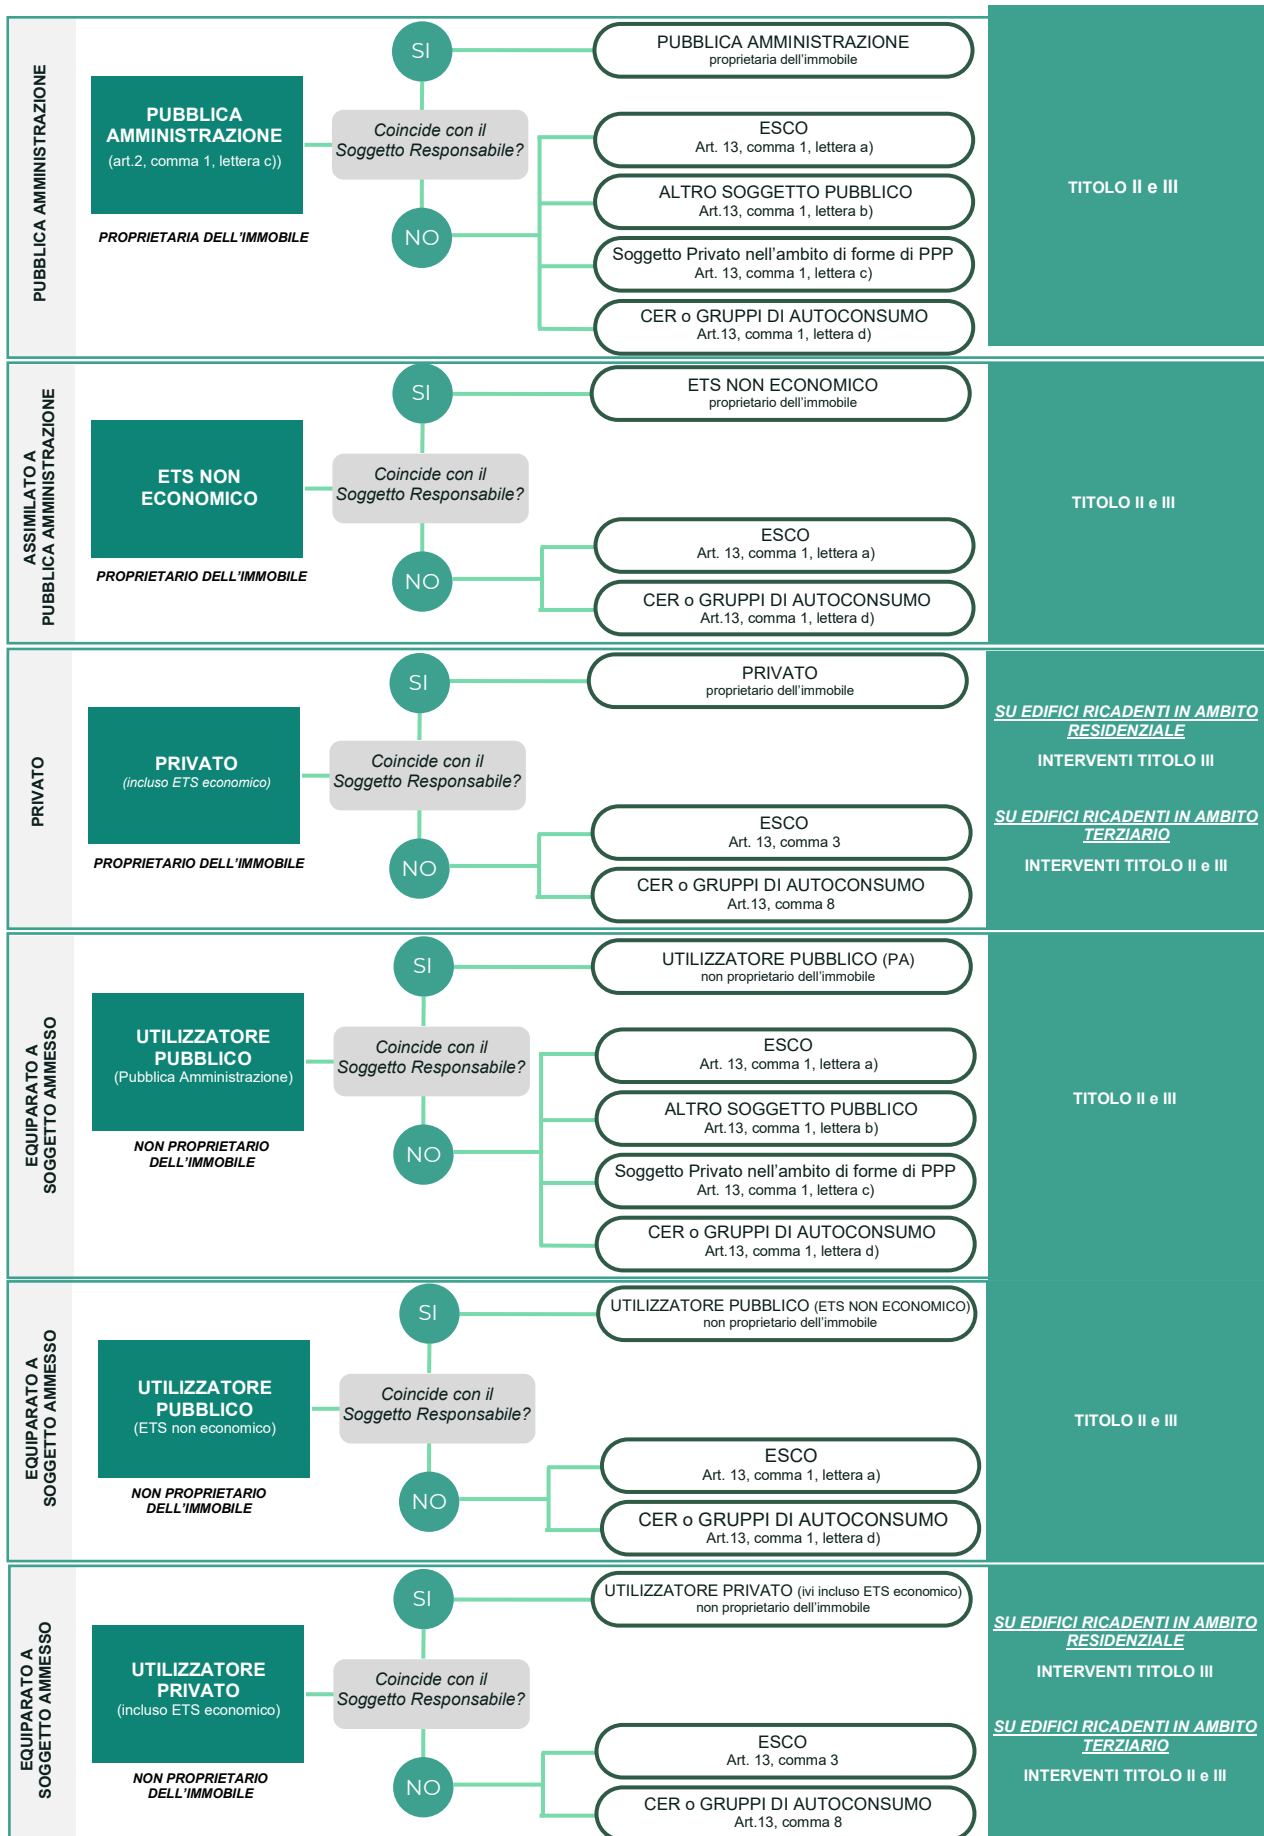 PUBBLICA AMMINISTRAZIONE
PUBBLICA
AMMINISTRAZIONE
(art.2, comma 1, lettera c))
PROPRIETARIA DELL'IMMOBILE
SI
Coincide con il
Soggetto Responsabile?
NO
PUBBLICA AMMINISTRAZIONE
proprietaria dell'immobile
ESCO
Art. 13, comma 1, lettera a)
ALTRO SOGGETTO PUBBLICO
Art.13, comma 1, lettera b)
Soggetto Privato nell'ambito di forme di PPP
Art. 13, comma 1, lettera c)
CER o GRUPPI DI AUTOCONSUMO
Art.13, comma 1, lettera d)
TITOLO II e III
ASSIMILATO A
PUBBLICA AMMINISTRAZIONE
ETS NON
ECONOMICO
PROPRIETARIO DELL'IMMOBILE
SI
Coincide con il
Soggetto Responsabile?
NO
ETS NON ECONOMICO
proprietario dell'immobile
ESCO
Art. 13, comma 1, lettera a)
CER o GRUPPI DI AUTOCONSUMO
Art.13, comma 1, lettera d)
TITOLO II e III
PRIVATO
PRIVATO
(incluso ETS economico)
PROPRIETARIO DELL'IMMOBILE
SI
Coincide con il
Soggetto Responsabile?
NO
PRIVATO
proprietario dell'immobile
ESCO
Art. 13, comma 3
CER o GRUPPI DI AUTOCONSUMO
Art.13, comma 8
SU EDIFICI RICADENTI IN AMBITO
RESIDENZIALE
INTERVENTI TITOLO III
SU EDIFICI RICADENTI IN AMBITO
TERZIARIO
INTERVENTI TITOLO II e III
EQUIPARATO A
SOGGETTO AMMESSO
UTILIZZATORE
PUBBLICO
(Pubblica Amministrazione)
NON PROPRIETARIO
DELL'IMMOBILE
SI
Coincide con il
Soggetto Responsabile?
NO
UTILIZZATORE PUBBLICO (PA)
non proprietario dell'immobile
ESCO
Art. 13, comma 1, lettera a)
ALTRO SOGGETTO PUBBLICO
Art.13, comma 1, lettera b)
Soggetto Privato nell'ambito di forme di PPP
Art. 13, comma 1, lettera c)
CER o GRUPPI DI AUTOCONSUMO
Art.13, comma 1, lettera d)
TITOLO II e III
EQUIPARATO A
SOGGETTO AMMESSO
UTILIZZATORE
PUBBLICO
(ETS non economico)
NON PROPRIETARIO
DELL'IMMOBILE
SI
Coincide con il
Soggetto Responsabile?
NO
UTILIZZATORE PUBBLICO (ETS NON ECONOMICO)
non proprietario dell'immobile
ESCO
Art. 13, comma 1, lettera a)
CER o GRUPPI DI AUTOCONSUMO
Art.13, comma 1, lettera d)
TITOLO II e III
EQUIPARATO A
SOGGETTO AMMESSO
UTILIZZATORE
PRIVATO
(incluso ETS economico)
NON PROPRIETARIO
DELL'IMMOBILE
SI
Coincide con il
Soggetto Responsabile?
NO
UTILIZZATORE PRIVATO (ivi incluso ETS economico)
non proprietario dell'immobile
ESCO
Art. 13, comma 3
CER o GRUPPI DI AUTOCONSUMO
Art.13, comma 8
SU EDIFICI RICADENTI IN AMBITO
RESIDENZIALE
INTERVENTI TITOLO III
SU EDIFICI RICADENTI IN AMBITO
TERZIARIO
INTERVENTI TITOLO II e III